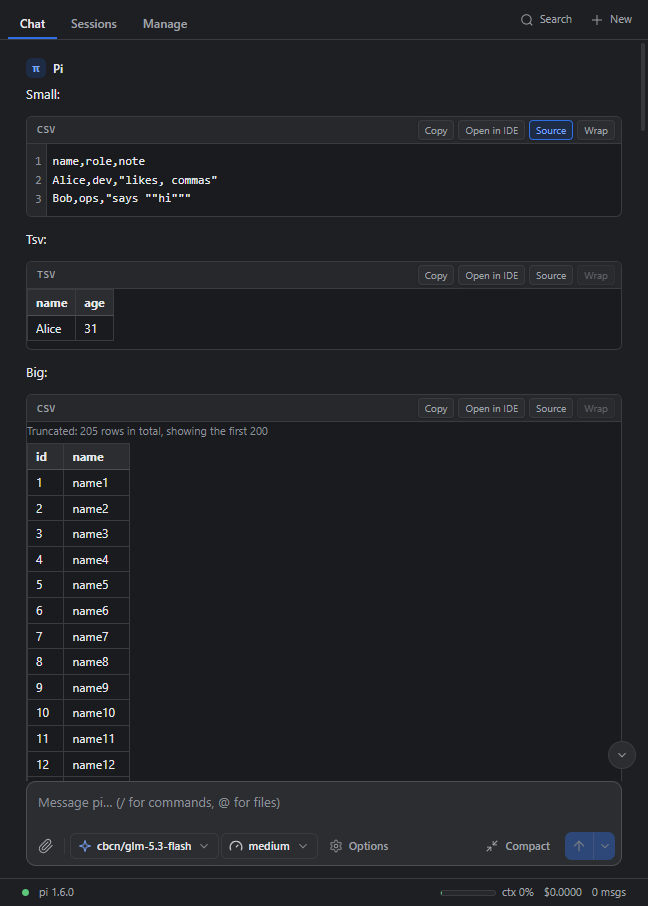 Chat Sessions Manage Search New
π Pi
Small:
CSV Copy Open in IDE Source Wrap
1 name,role,note
2 Alice,dev,"likes, commas"
3 Bob,ops,"says ""hi"""
Tsv:
TSV Copy Open in IDE Source Wrap
name age
Alice 31
Big:
CSV Copy Open in IDE Source Wrap
Truncated: 205 rows in total, showing the first 200
id name
1 name1
2 name2
3 name3
4 name4
5 name5
6 name6
7 name7
8 name8
9 name9
10 name10
11 name11
12 name12
Message pi... (/ for commands, @ for files)
cbcn/glm-5.3-flash medium Options Compact
pi 1.6.0 ctx 0% $0.0000 0 msgs